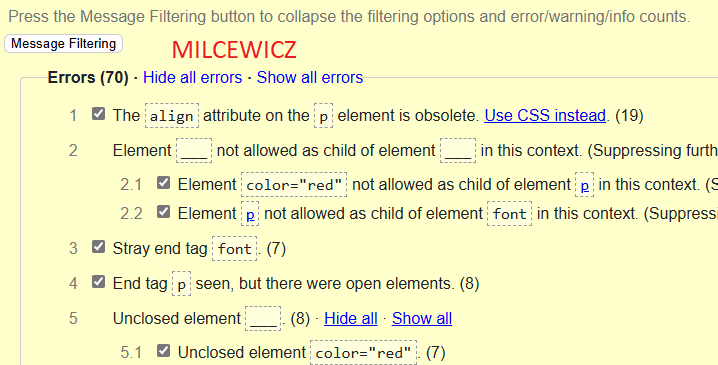 Press the Message Filtering button to collapse the filtering options and error/warning/info counts.
Message Filtering
MILCEWICZ
Errors (70) · Hide all errors · Show all errors
1 The align attribute on the p element is obsolete. Use CSS instead. (19)
2 Element ___ not allowed as child of element ___ in this context. (Suppressing furth
2.1 Element color="red" not allowed as child of element p in this context. (S
2.2 Element p not allowed as child of element font in this context. (Suppressi
3 Stray end tag font. (7)
4 End tag p seen, but there were open elements. (8)
5 Unclosed element ___. (8) · Hide all · Show all
5.1 Unclosed element color="red". (7)